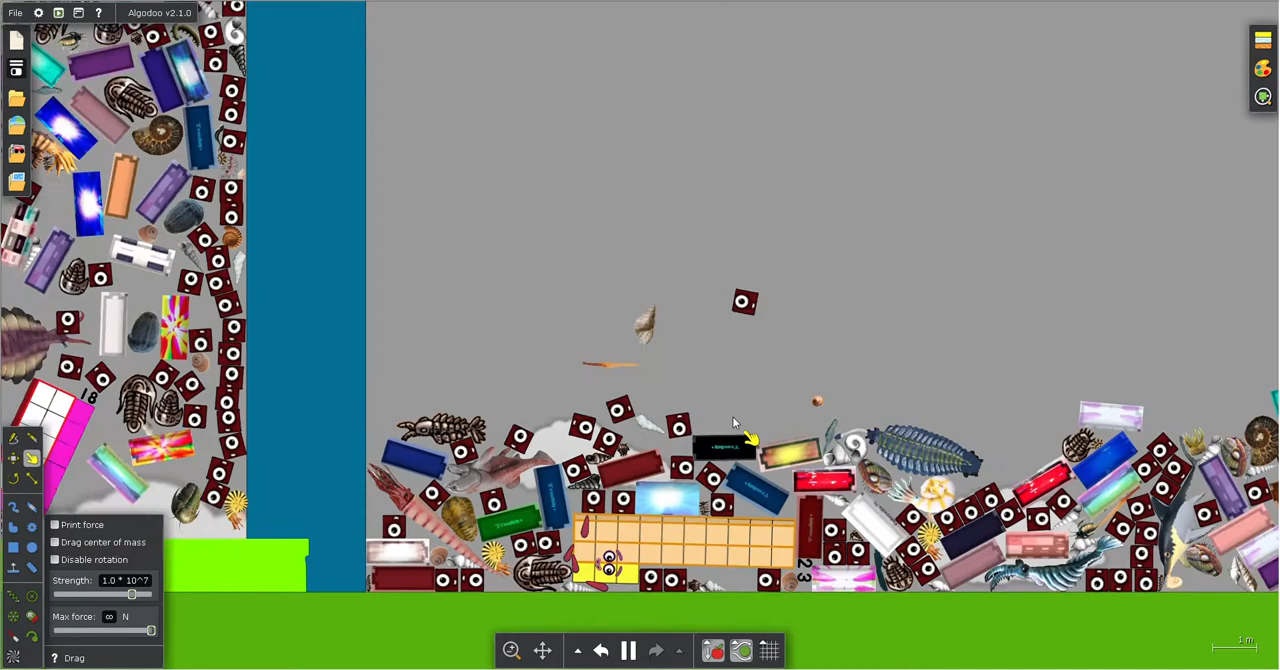 File ? Algodoo v2.1.0
18
23
Print force
Drag center of mass
Disable rotation
Strength: 1.0 * 10^7
Max force: ∞ N
? Drag
1 m